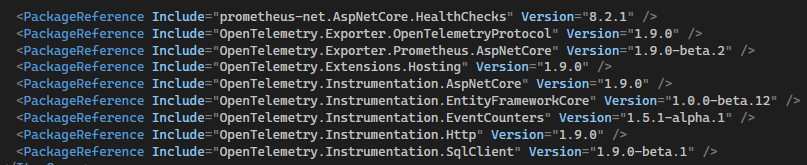 <PackageReference Include="prometheus-net.AspNetCore.HealthChecks" Version="8.2.1" />
<PackageReference Include="OpenTelemetry.Exporter.OpenTelemetryProtocol" Version="1.9.0" />
<PackageReference Include="OpenTelemetry.Exporter.Prometheus.AspNetCore" Version="1.9.0-beta.2" />
<PackageReference Include="OpenTelemetry.Extensions.Hosting" Version="1.9.0" />
<PackageReference Include="OpenTelemetry.Instrumentation.AspNetCore" Version="1.9.0" />
<PackageReference Include="OpenTelemetry.Instrumentation.EntityFrameworkCore" Version="1.0.0-beta.12" />
<PackageReference Include="OpenTelemetry.Instrumentation.EventCounters" Version="1.5.1-alpha.1" />
<PackageReference Include="OpenTelemetry.Instrumentation.Http" Version="1.9.0" />
<PackageReference Include="OpenTelemetry.Instrumentation.SqlClient" Version="1.9.0-beta.1" />